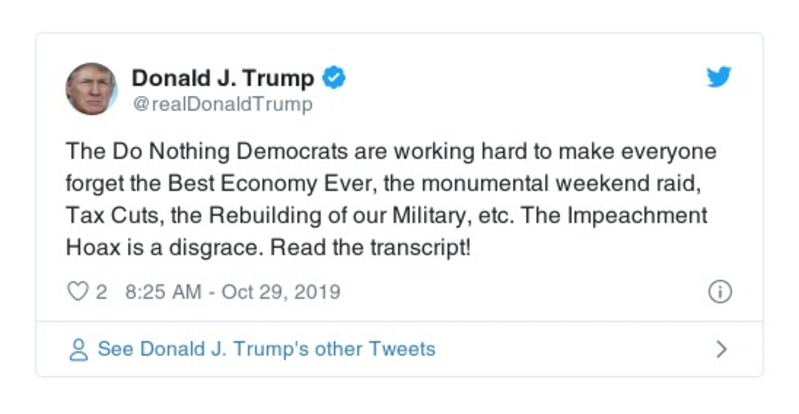 Donald J. Trump
@realDonaldTrump
The Do Nothing Democrats are working hard to make everyone
forget the Best Economy Ever, the monumental weekend raid,
Tax Cuts, the Rebuilding of our Military, etc. The Impeachment
Hoax is a disgrace. Read the transcript!
2 8:25 AM - Oct 29, 2019
See Donald J. Trump's other Tweets